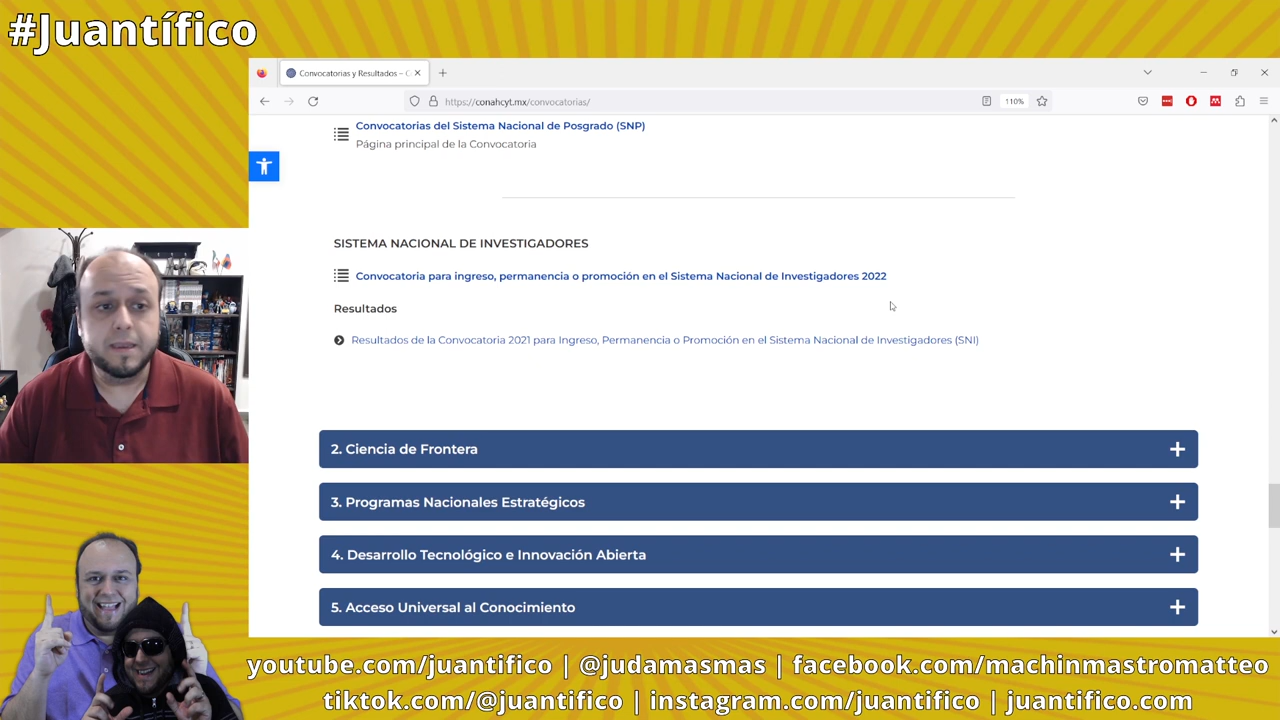 #Juantífico
Convocatorias y Resultados – C
https://conahcyt.mx/convocatorias/
110%
Convocatorias del Sistema Nacional de Posgrado (SNP)
Página principal de la Convocatoria
SISTEMA NACIONAL DE INVESTIGADORES
Convocatoria para ingreso, permanencia o promoción en el Sistema Nacional de Investigadores 2022
Resultados
Resultados de la Convocatoria 2021 para Ingreso, Permanencia o Promoción en el Sistema Nacional de Investigadores (SNI)
2. Ciencia de Frontera
3. Programas Nacionales Estratégicos
4. Desarrollo Tecnológico e Innovación Abierta
5. Acceso Universal al Conocimiento
youtube.com/juantifico | @judamasmas | facebook.com/machinmastromatteo
tiktok.com/@juantifico | instagram.com/juantifico | juantifico.com